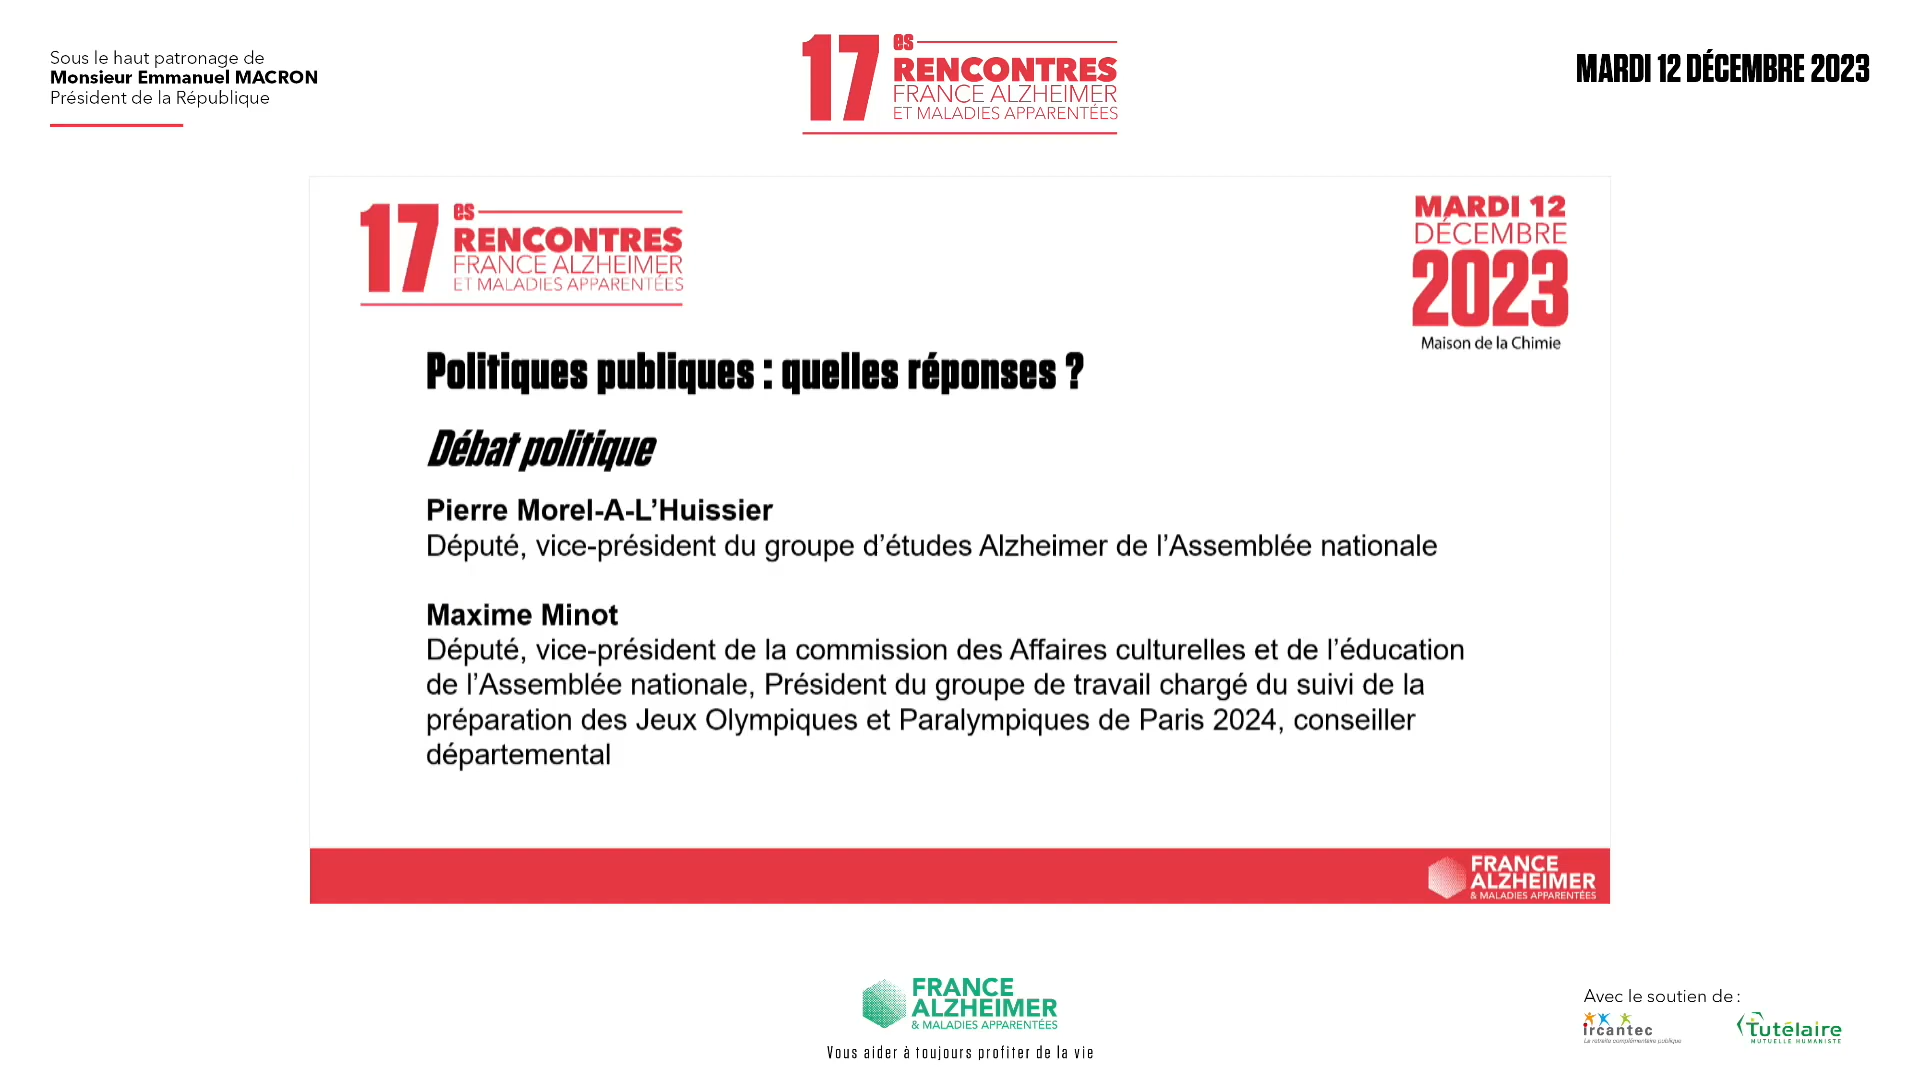 Sous le haut patronage de
Monsieur Emmanuel MACRON
Président de la République
17es RENCONTRES
FRANCE ALZHEIMER
ET MALADIES APPARENTÉES
MARDI 12 DÉCEMBRE 2023
17es RENCONTRES
FRANCE ALZHEIMER
ET MALADIES APPARENTÉES
MARDI 12
DÉCEMBRE
2023
Maison de la Chimie
Politiques publiques : quelles réponses ?
Débat politique
Pierre Morel-A-L’Huissier
Député, vice-président du groupe d’études Alzheimer de l’Assemblée nationale
Maxime Minot
Député, vice-président de la commission des Affaires culturelles et de l’éducation
de l’Assemblée nationale, Président du groupe de travail chargé du suivi de la
préparation des Jeux Olympiques et Paralympiques de Paris 2024, conseiller
départemental
FRANCE
ALZHEIMER
& MALADIES APPARENTÉES
FRANCE
ALZHEIMER
& MALADIES APPARENTÉES
Vous aider à toujours profiter de la vie
Avec le soutien de :
ircantec
La retraite complémentaire publique
Tutélaire
MUTUELLE HUMANISTE